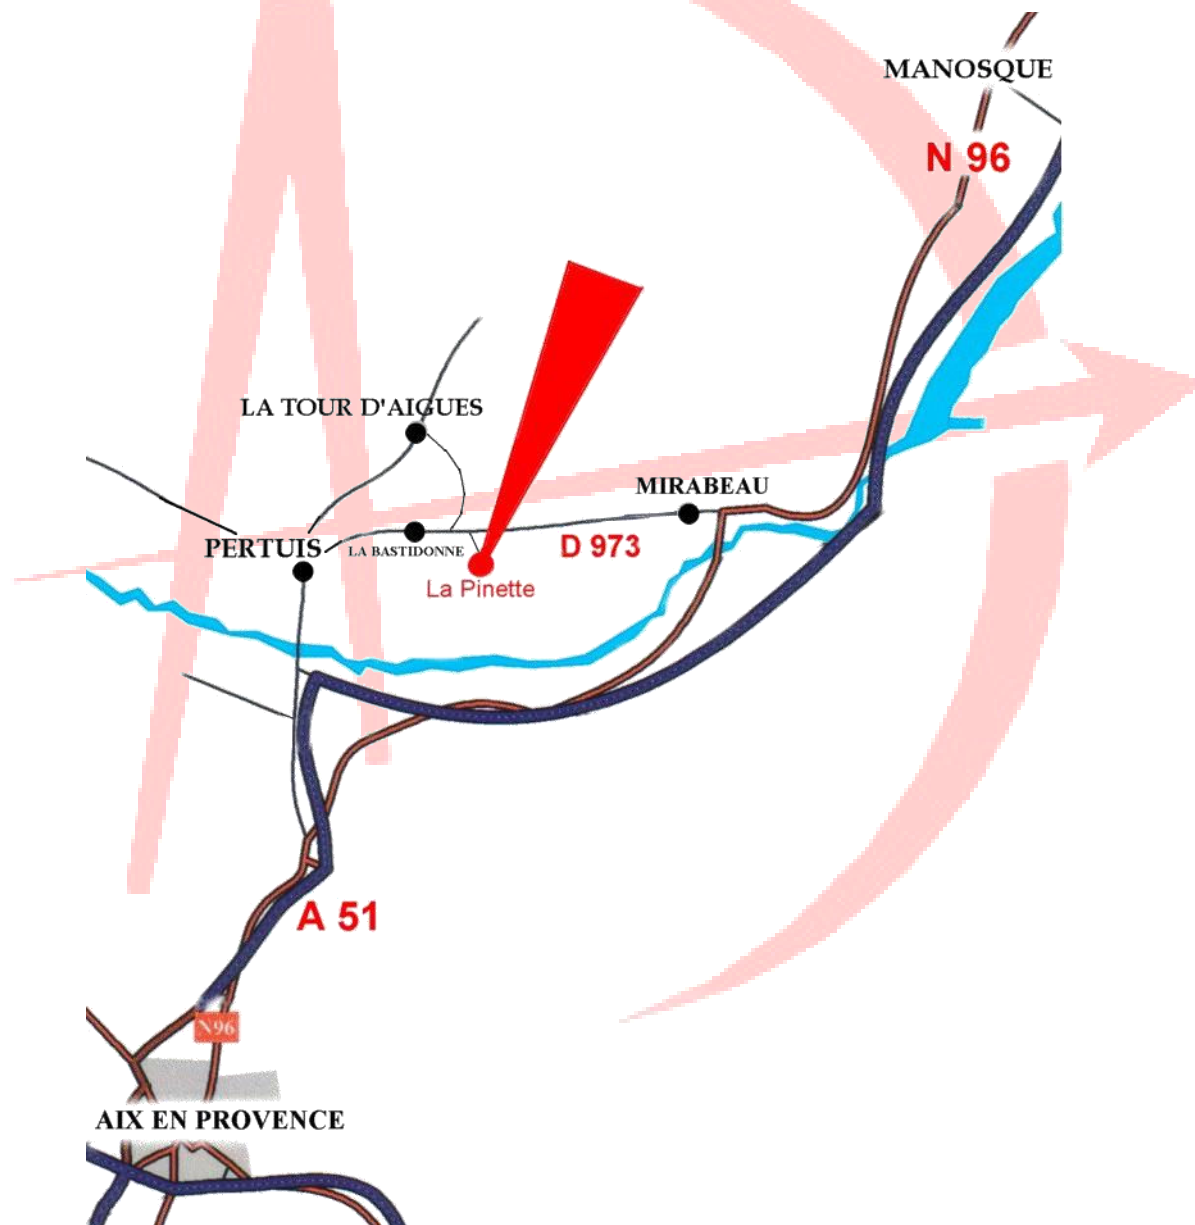 MANOSQUE
N 96
LA TOUR D'AIGUES
MIRABEAU
PERTUIS
LA BASTIDONNE
D 973
La Pinette
A 51
N96
AIX EN PROVENCE